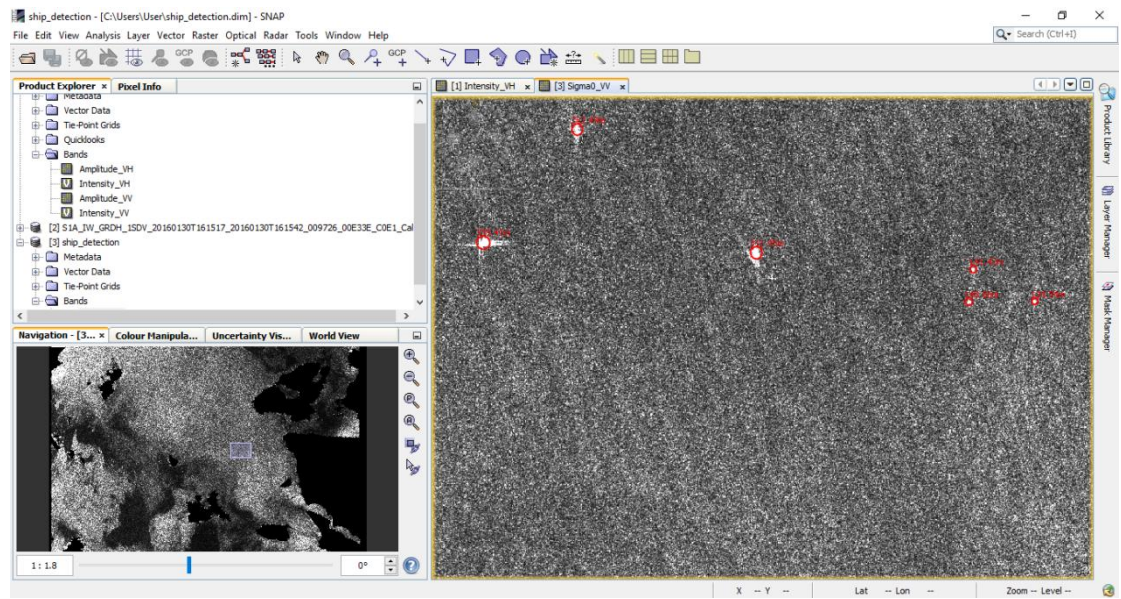 ship_detection - [C:\Users\User\ship_detection.dim] - SNAP
File Edit View Analysis Layer Vector Raster Optical Radar Tools Window Help
Search (Ctrl+I)
GCP
GCP
Product Explorer
Pixel Info
Metadata
Vector Data
Tie-Point Grids
Quicklooks
Bands
Amplitude_VH
Intensity_VH
Amplitude_VV
Intensity_VV
[2] S1A_IW_GRDH_1SDV_20160130T161517_20160130T161542_009726_00E33E_C0E1_Cal
[3] ship_detection
Metadata
Vector Data
Tie-Point Grids
Bands
Navigation - [3...
Colour Manipula...
Uncertainty Vis...
World View
1 : 1.8
0°
[1] Intensity_VH
[3] Sigma0_VV
Product Library
Layer Manager
Mask Manager
X -- Y --
Lat -- Lon --
Zoom -- Level --